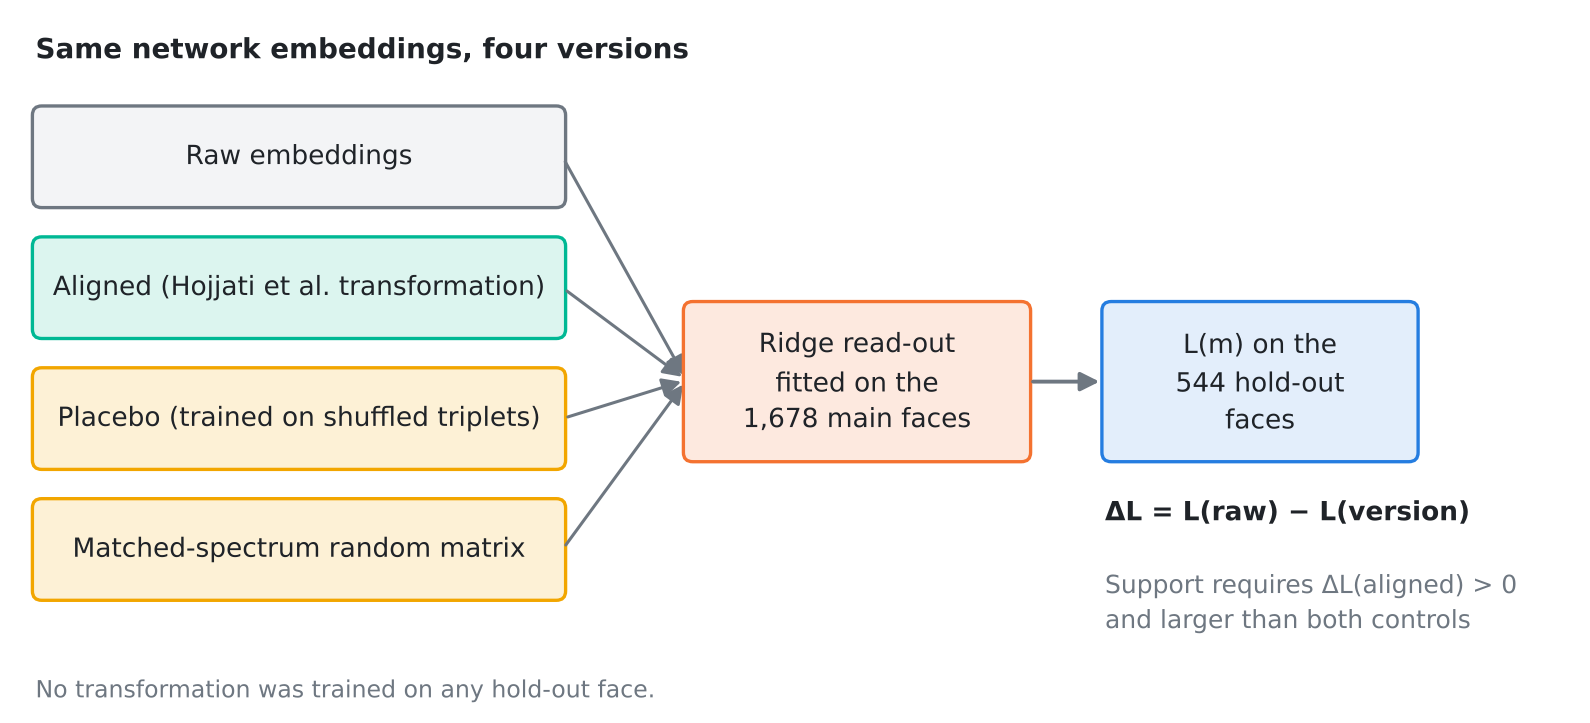 Same network embeddings, four versions
Raw embeddings
Aligned (Hojjati et al. transformation)
Placebo (trained on shuffled triplets)
Matched-spectrum random matrix
Ridge read-out
fitted on the
1,678 main faces
L(m) on the
544 hold-out
faces
ΔL = L(raw) − L(version)
Support requires ΔL(aligned) > 0
and larger than both controls
No transformation was trained on any hold-out face.